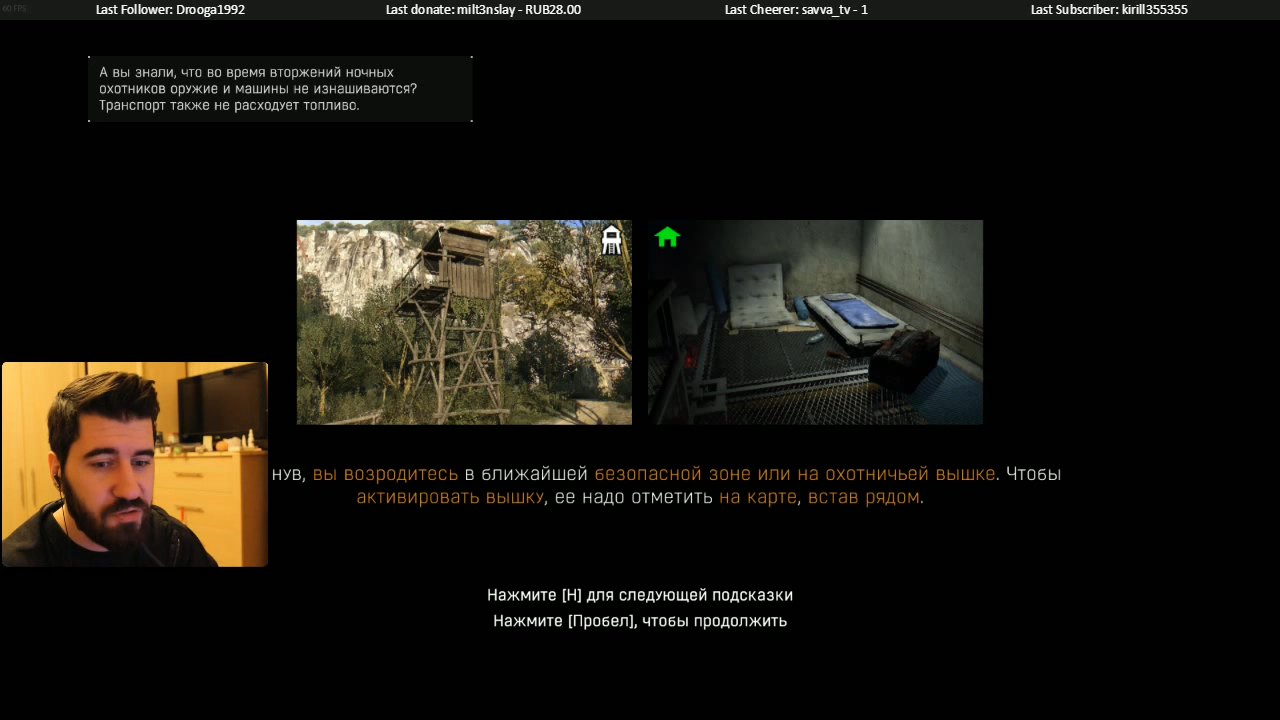 60 FPS
Last Follower: Drooga1992
Last donate: milt3nslay - RUB28.00
Last Cheerer: savva_tv - 1
Last Subscriber: kirill355355
А вы знали, что во время вторжений ночных
охотников оружие и машины не изнашиваются?
Транспорт также не расходует топливо.
нув, вы возродитесь в ближайшей безопасной зоне или на охотничьей вышке. Чтобы
активировать вышку, ее надо отметить на карте, встав рядом.
Нажмите [H] для следующей подсказки
Нажмите [Пробел], чтобы продолжить